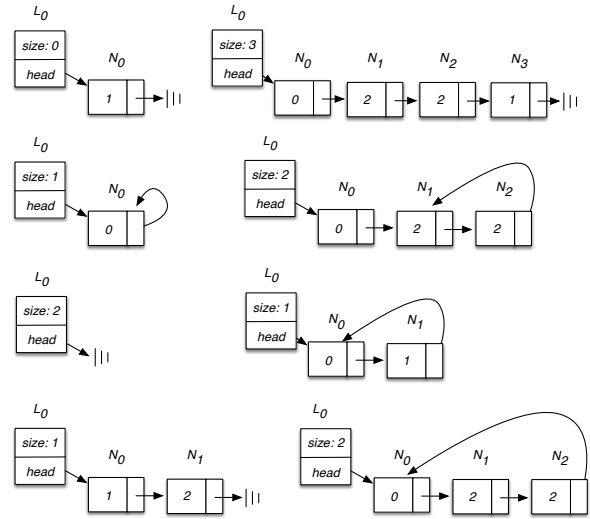 L0 L0
size: 0 N0 size: 3 N0 N1 N2 N3
head head
1 0 2 2 1
L0 L0
size: 1 N0 size: 2 N0 N1 N2
head head
0 0 2 2
L0 L0
size: 2 size: 1 N0 N1
head head
0 1
L0 L0
size: 1 N0 N1 size: 2 N0 N1 N2
head head
1 2 0 2 2